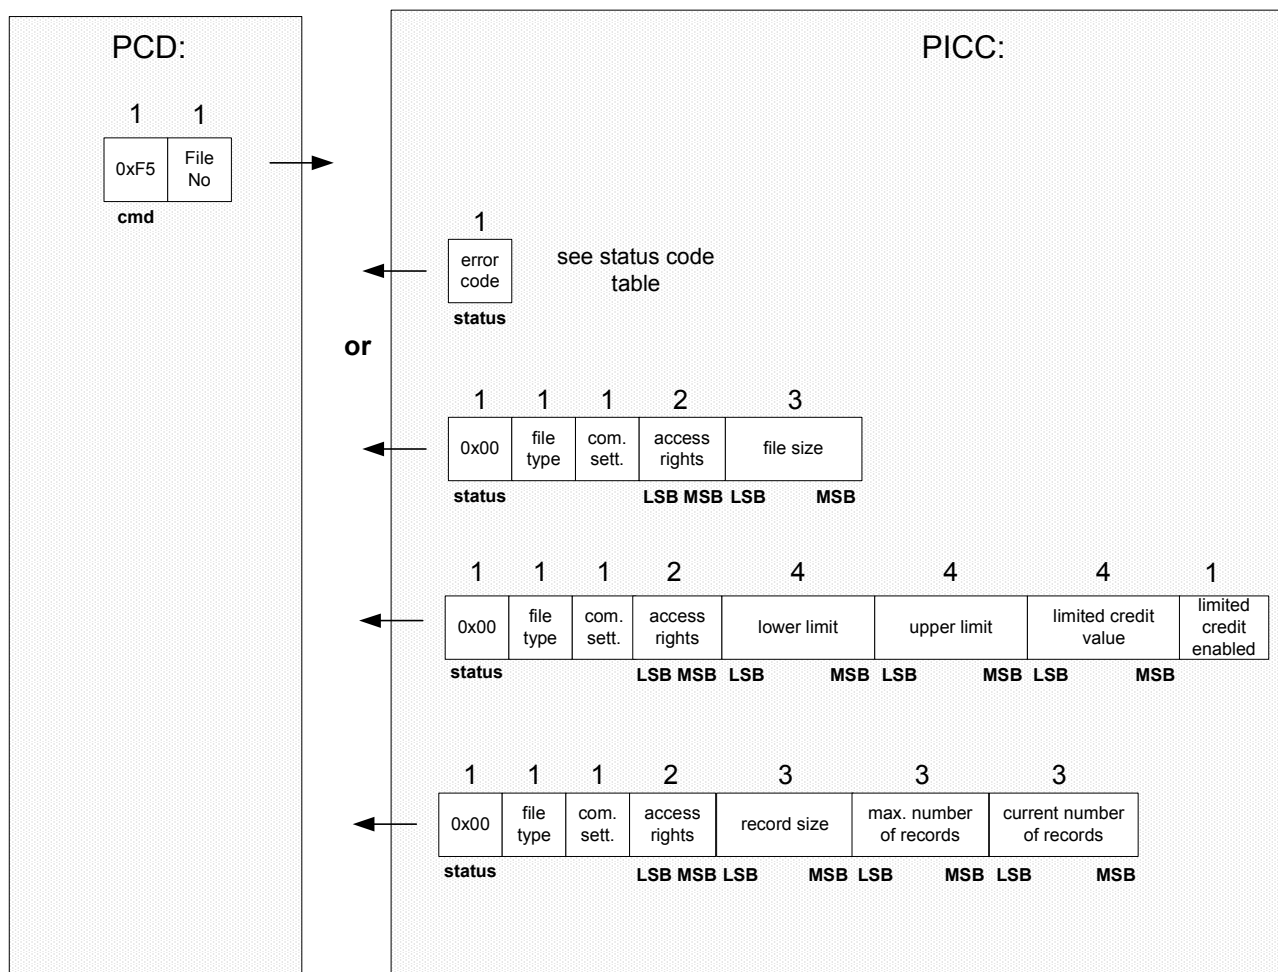 PCD:
PICC:
1 1
0xF5 File
No
cmd
1
error
code
see status code
table
status
or
1 1 1 2 3
0x00 file
type com.
sett. access
rights file size
status LSB MSB LSB MSB
1 1 1 2 4 4 4 1
0x00 file
type com.
sett. access
rights lower limit upper limit limited credit
value limited
credit
enabled
status LSB MSB LSB MSB LSB MSB LSB MSB
1 1 1 2 3 3 3
0x00 file
type com.
sett. access
rights record size max. number
of records current number
of records
status LSB MSB LSB MSB LSB MSB LSB MSB